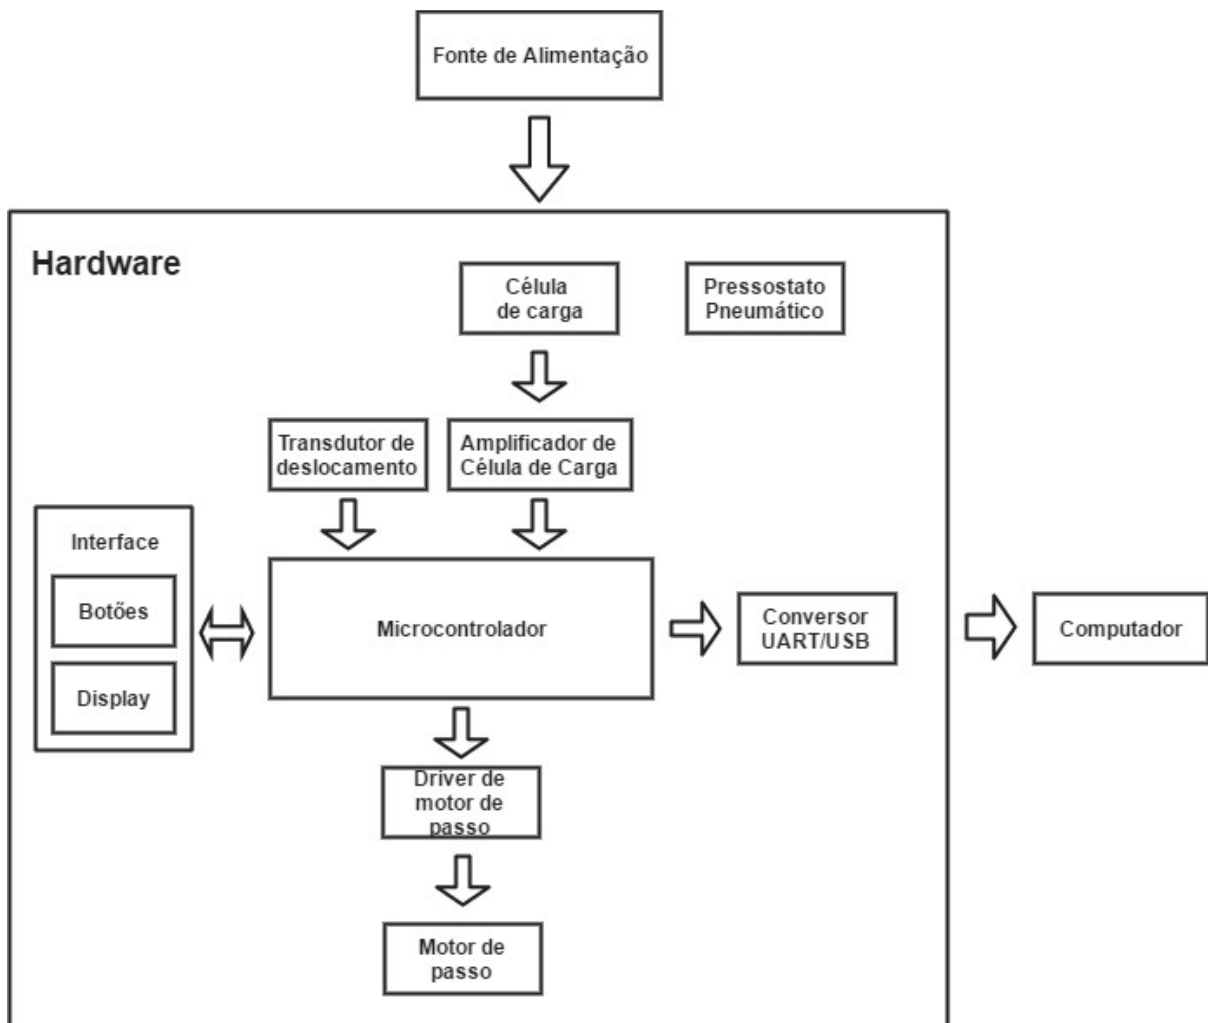 Fonte de Alimentação
Hardware
Célula
de carga
Pressostato
Pneumático
Transdutor de
deslocamento
Amplificador de
Célula de Carga
Interface
Botões
Display
Microcontrolador
Conversor
UART/USB
Computador
Driver de
motor de
passo
Motor de
passo